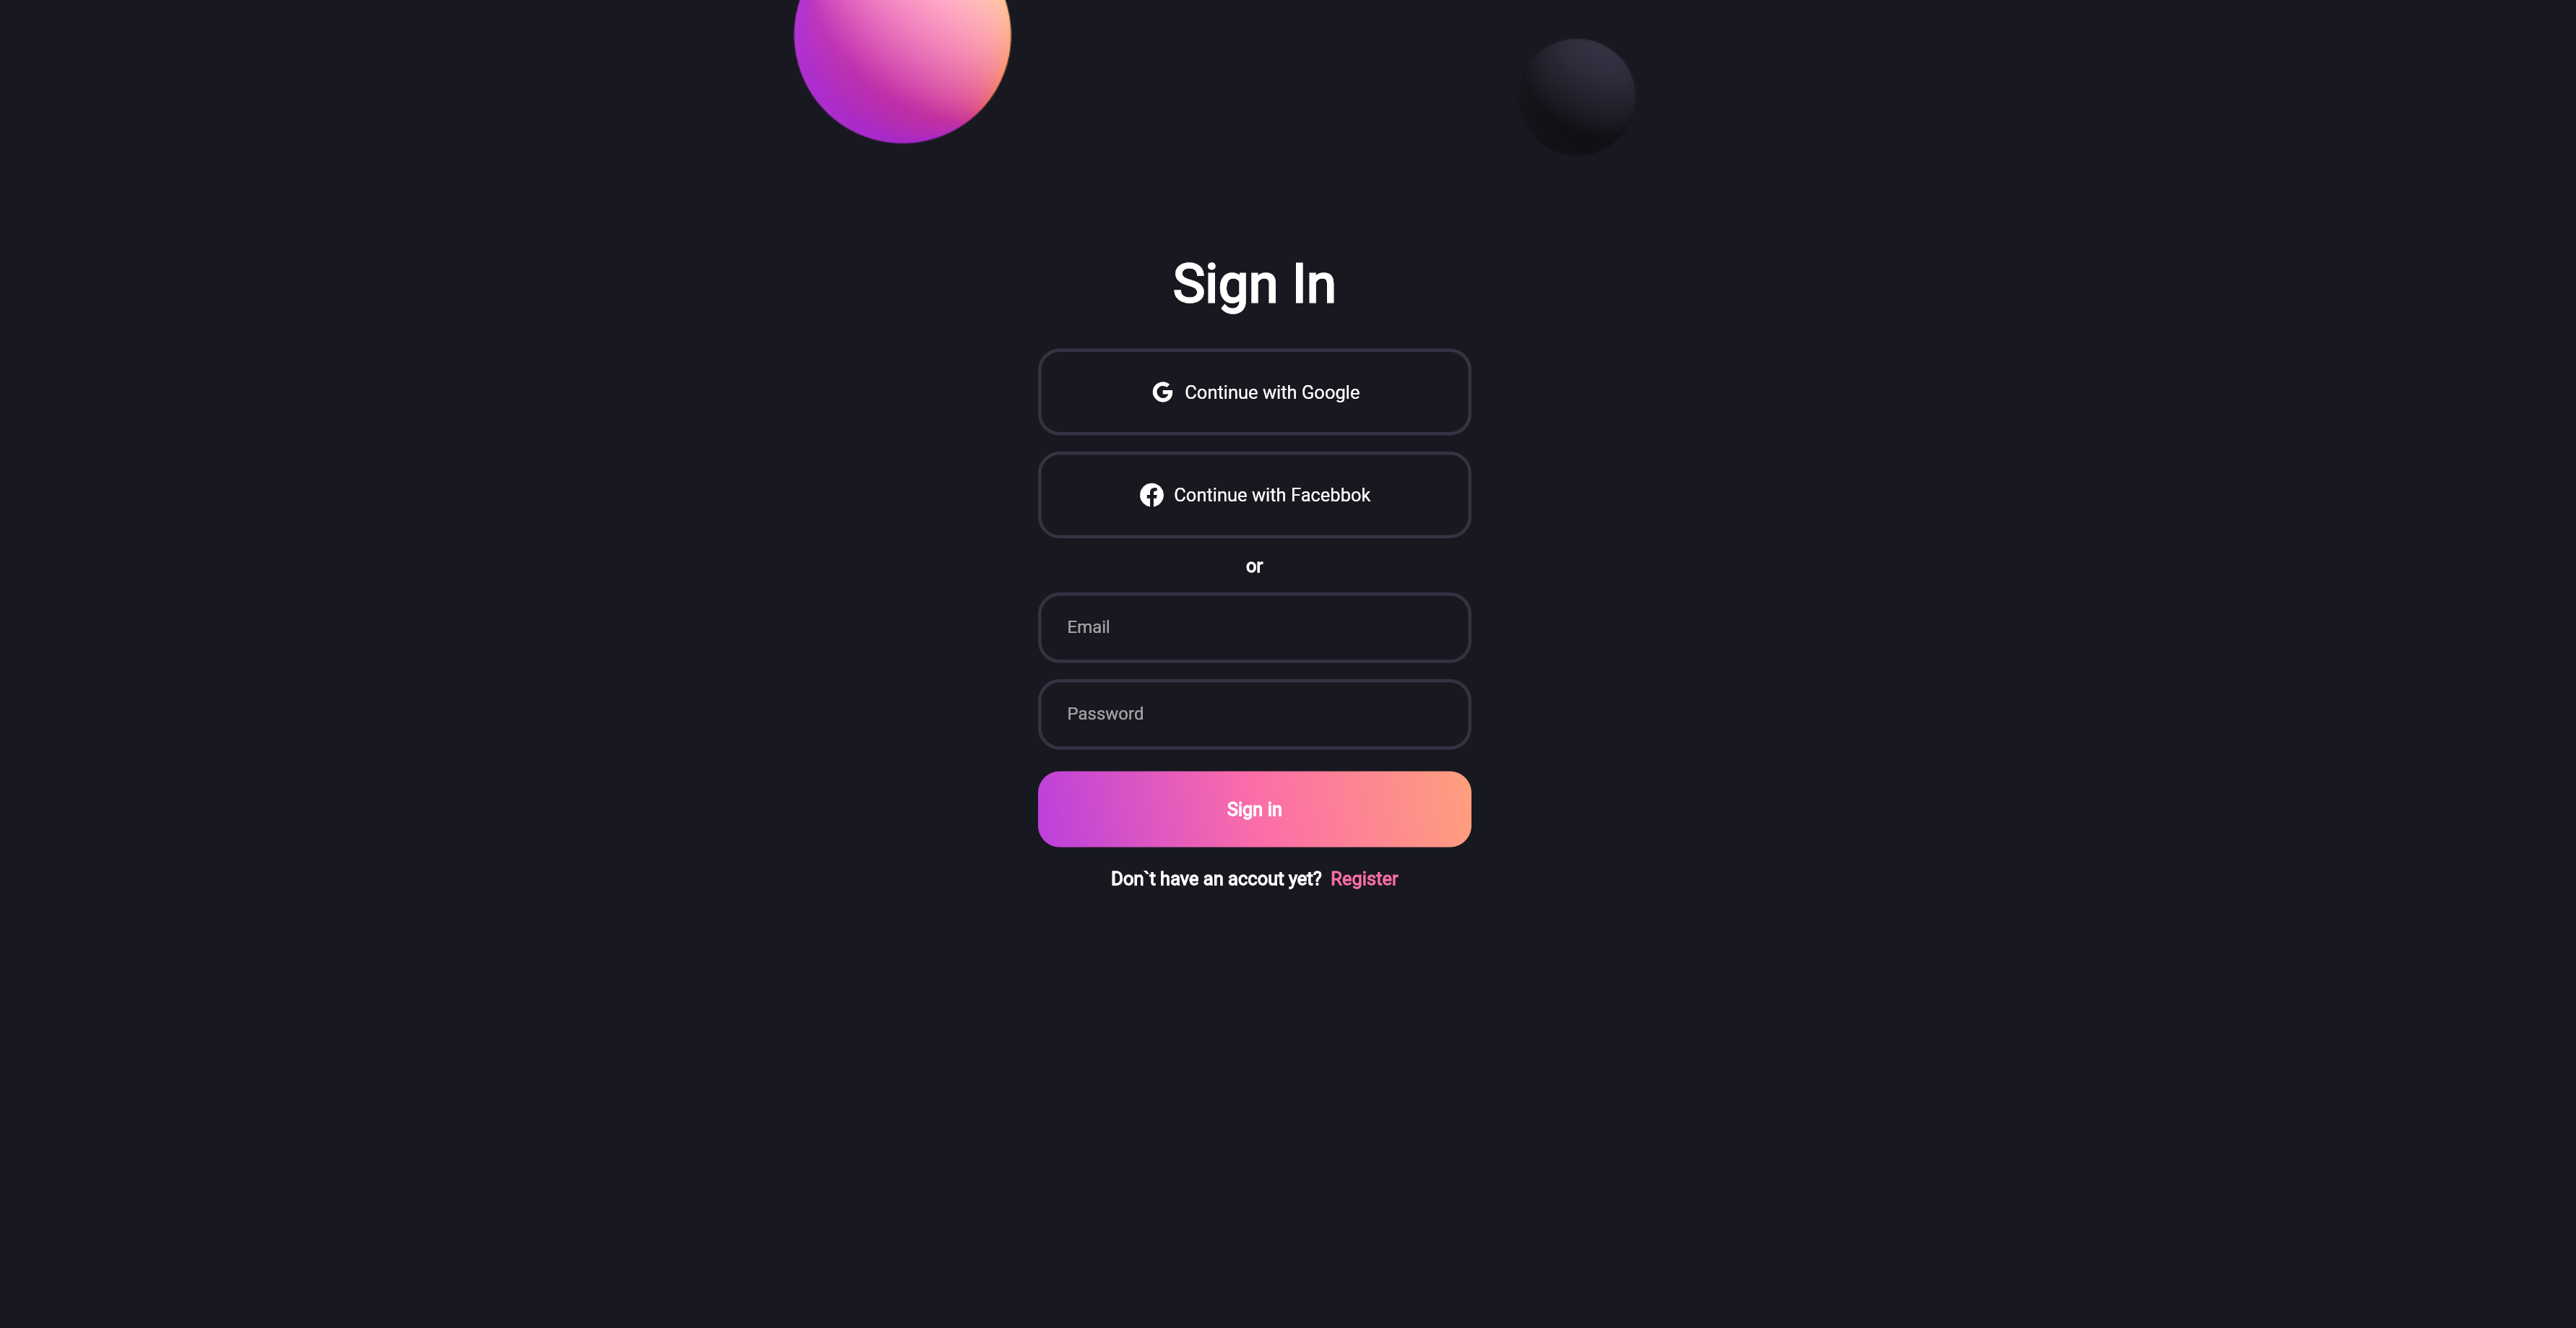 Sign In
Continue with Google
Continue with Facebbok
or
Email
Password
Sign in
Don`t have an accout yet? Register